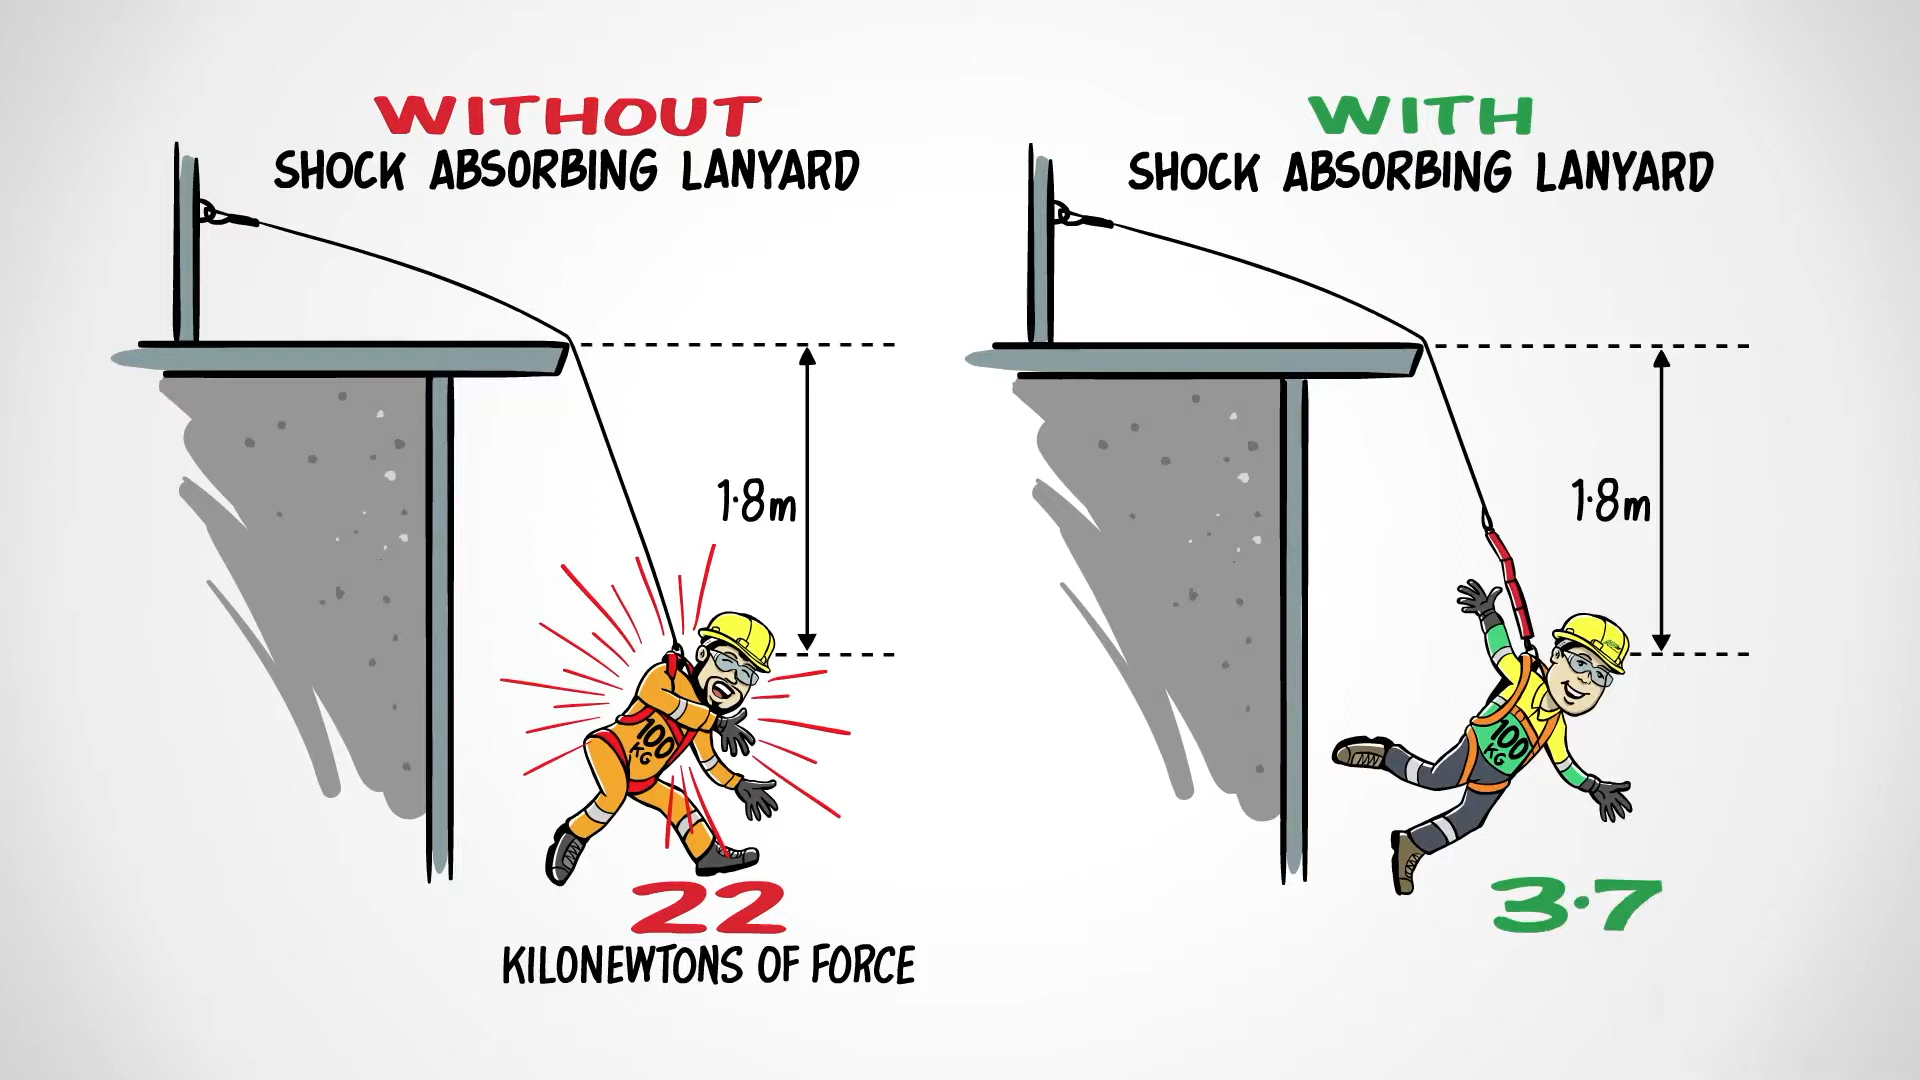 WITHOUT
SHOCK ABSORBING LANYARD
1·8m
100
KG
22
KILONEWTONS OF FORCE
WITH
SHOCK ABSORBING LANYARD
1·8m
100
KG
3·7